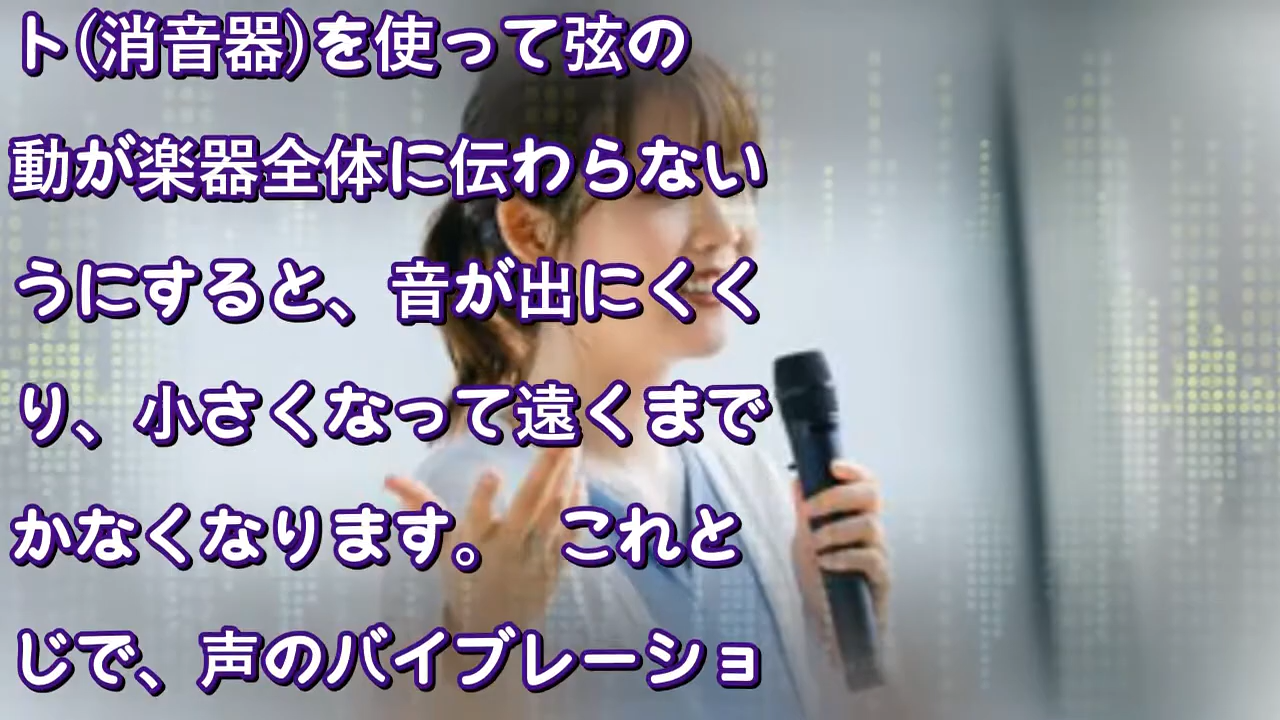 ト(消音器)を使って弦の
動が楽器全体に伝わらない
うにすると、音が出にくく
り、小さくなって遠くまで
かなくなります。　これと
じで、声のバイブレーショ